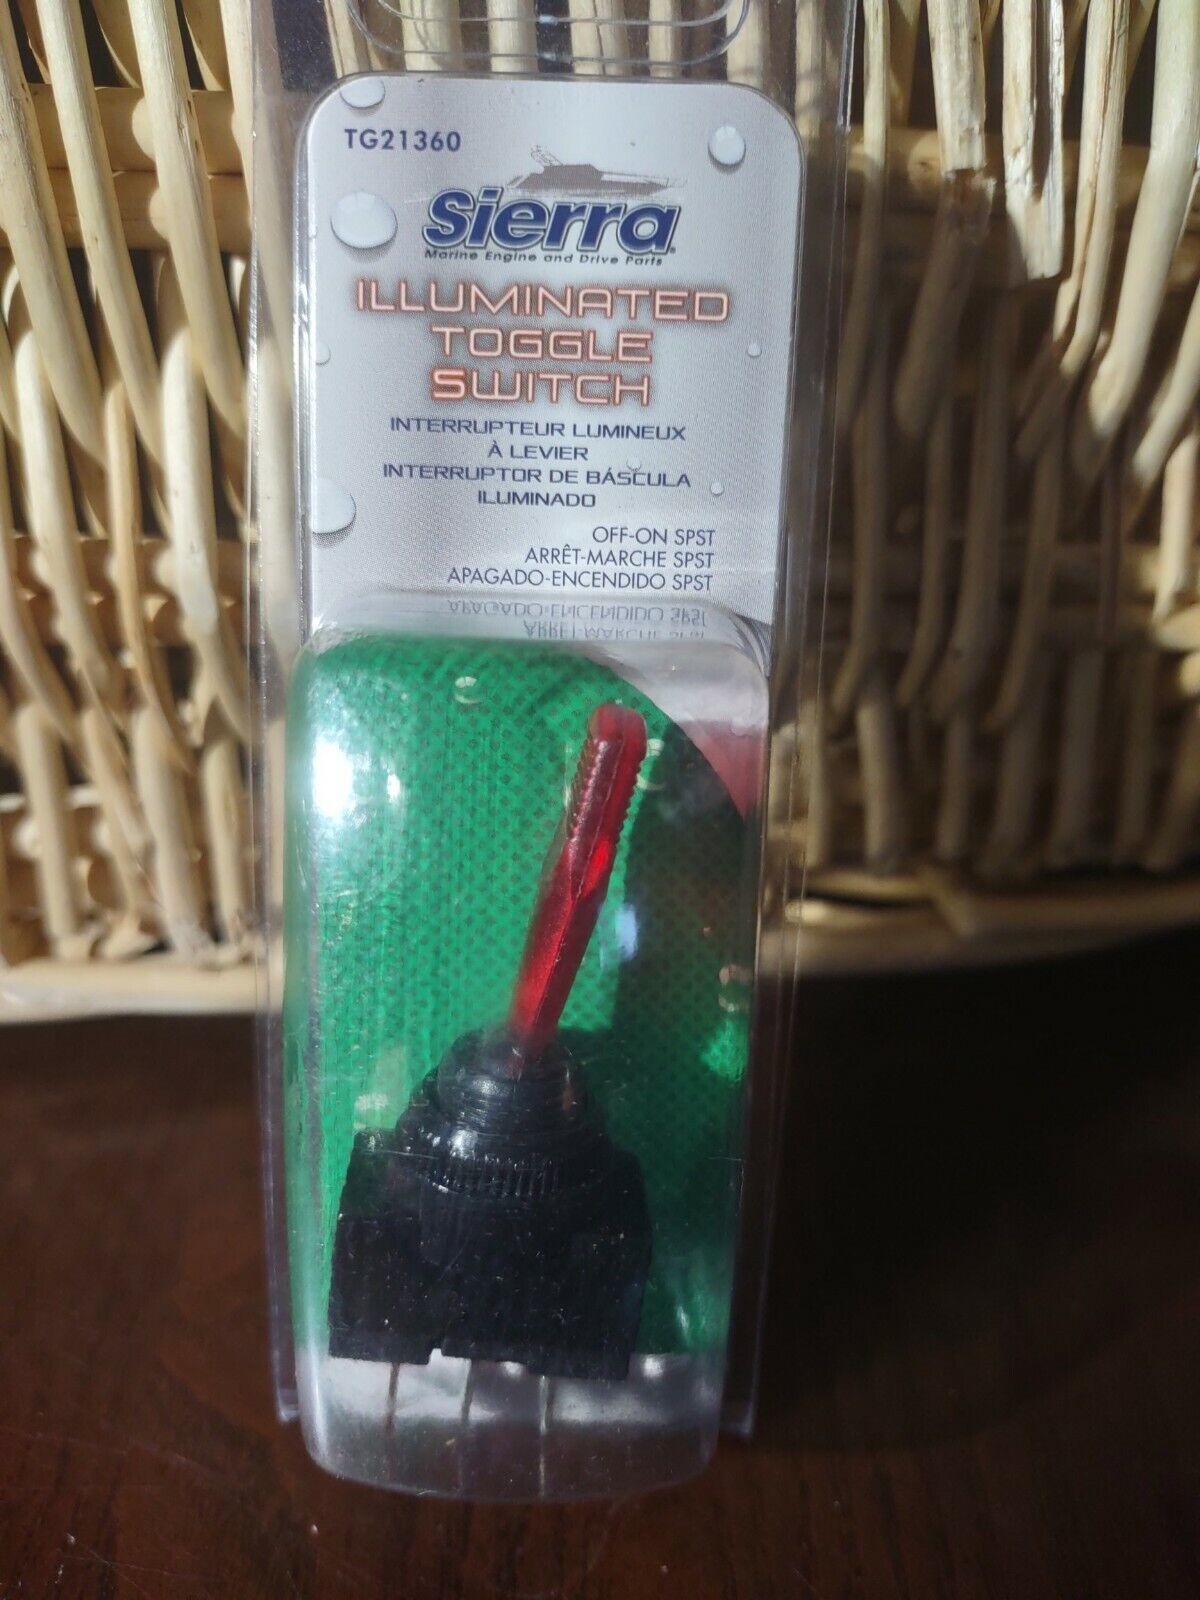 TG21360
Sierra
Marine Engine and Drive Parts
ILLUMINATED
TOGGLE
SWITCH
INTERRUPTEUR LUMINEUX
À LEVIER
INTERRUPTOR DE BÁSCULA
ILUMINADO
OFF-ON SPST
ARRÊT-MARCHE SPST
APAGADO-ENCENDIDO SPST